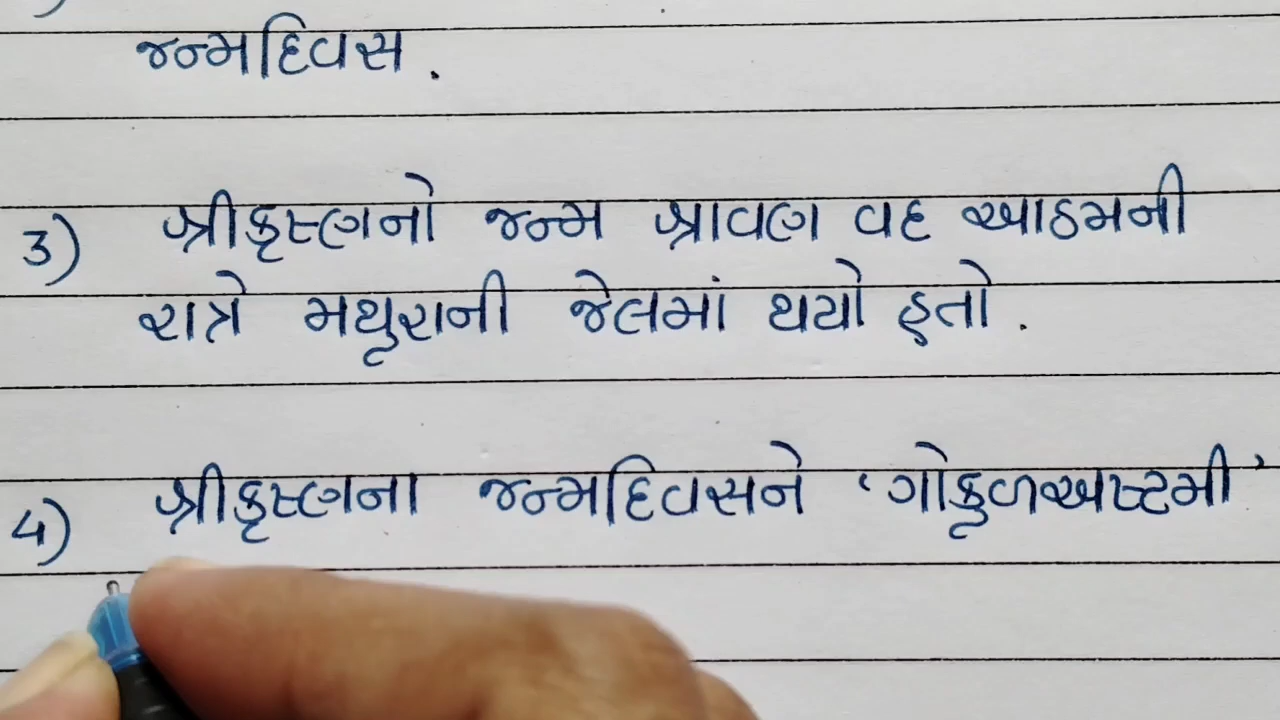 જન્મદિવસ.
3) શ્રીકૃષ્ણનો જન્મ શ્રાવણ વદ આઠમની
રાત્રે મથુરાની જેલમાં થયો હતો.
4) શ્રીકૃષ્ણના જન્મદિવસને ‘ગોકુળઅષ્ટમી’